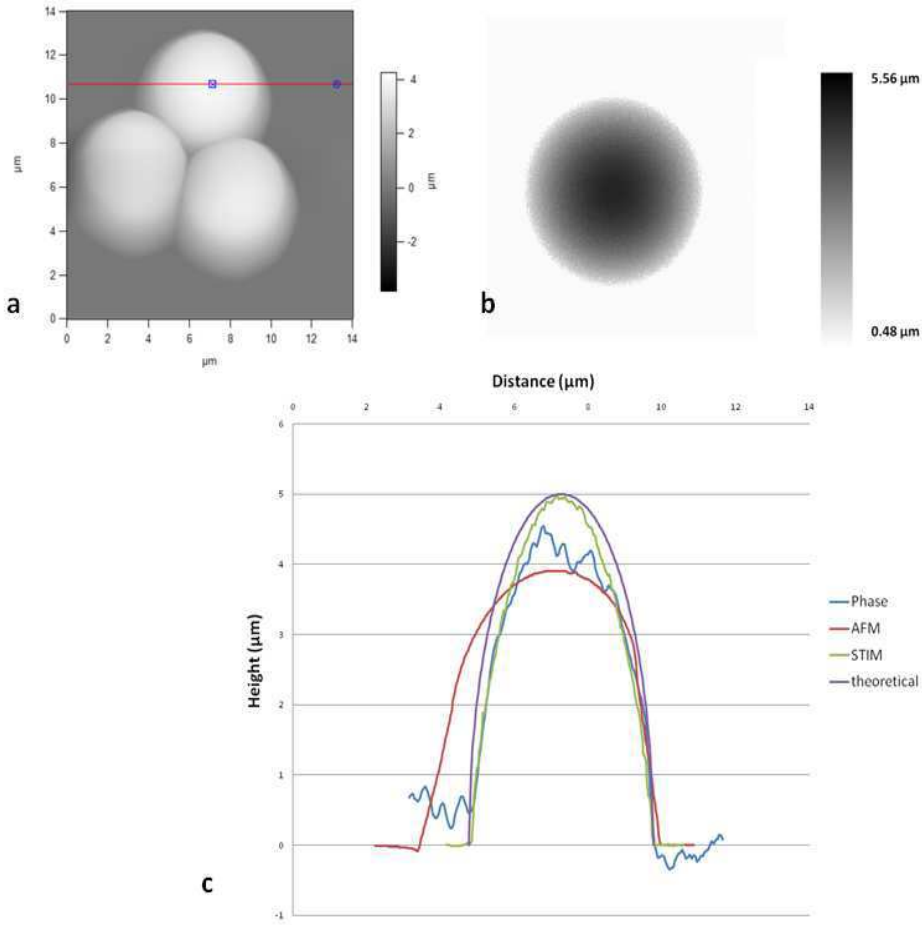 14
12
10
8
6
4
2
0
μm
0 2 4 6 8 10 12 14
μm
4
2
0
-2
μm
a
5.56 μm
0.48 μm
b
Distance (μm)
0 2 4 6 8 10 12 14
6
5
4
3
2
1
0
-1
Height (μm)
Phase
AFM
STIM
theoretical
c